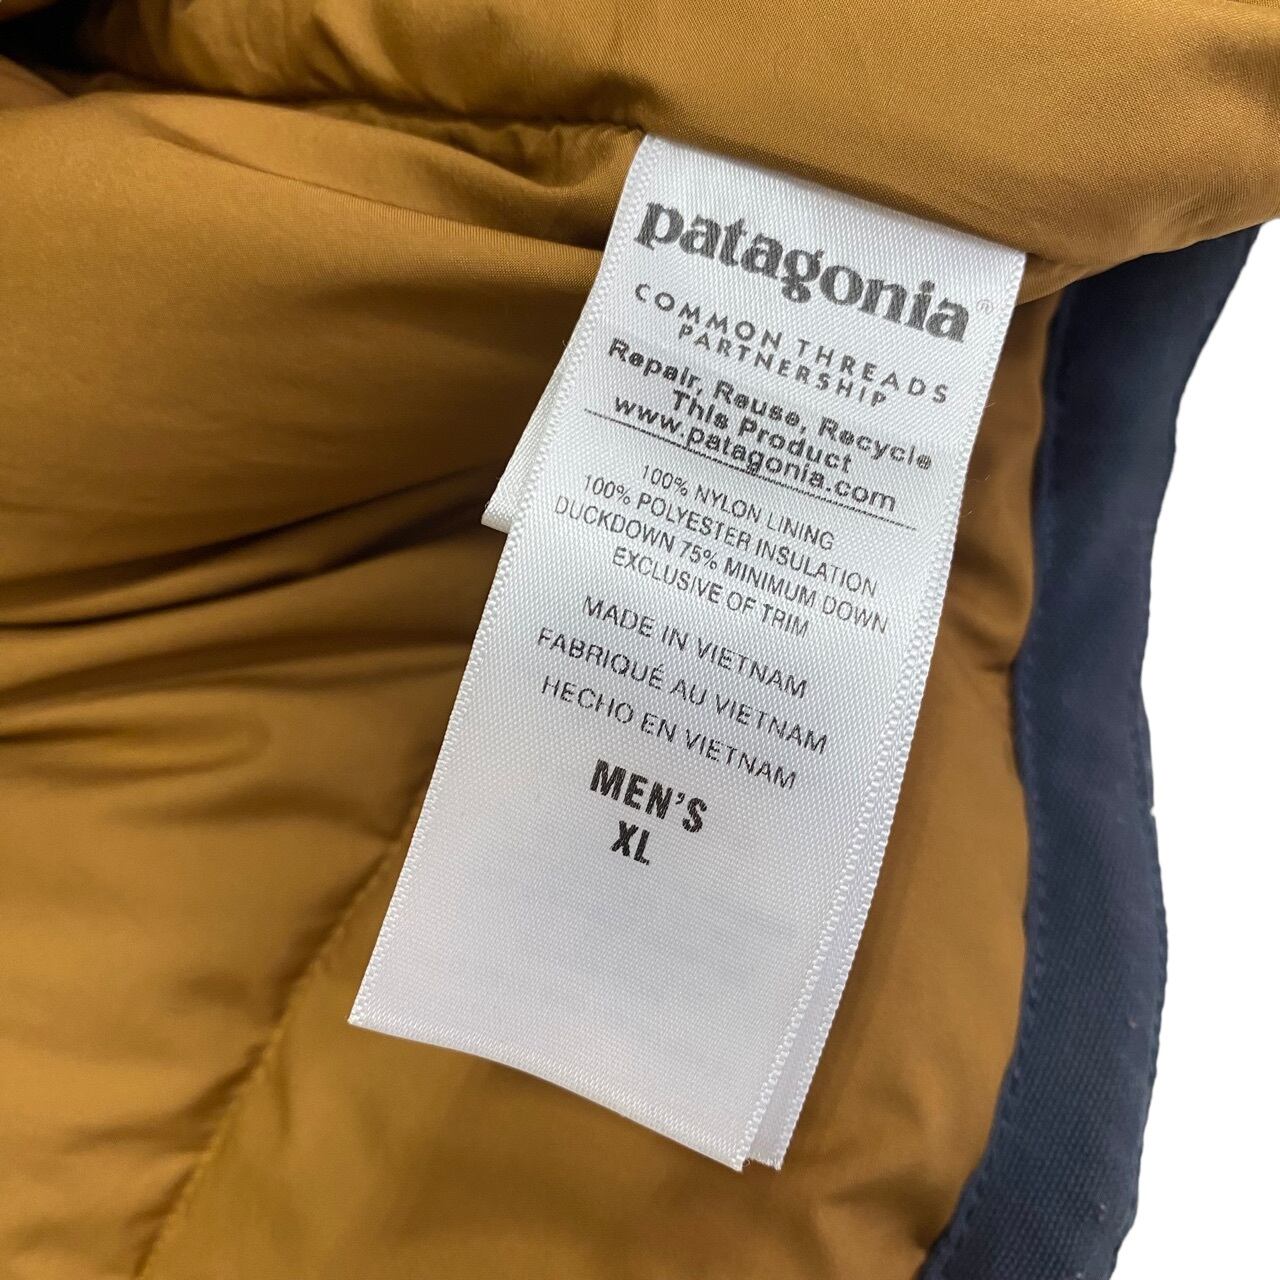 patagonia®
COMMON THREADS
PARTNERSHIP
Repair, Reuse, Recycle
This Product
www.patagonia.com
100% NYLON LINING
100% POLYESTER INSULATION
DUCKDOWN 75% MINIMUM DOWN
EXCLUSIVE OF TRIM
MADE IN VIETNAM
FABRIQUÉ AU VIETNAM
HECHO EN VIETNAM
MEN'S
XL